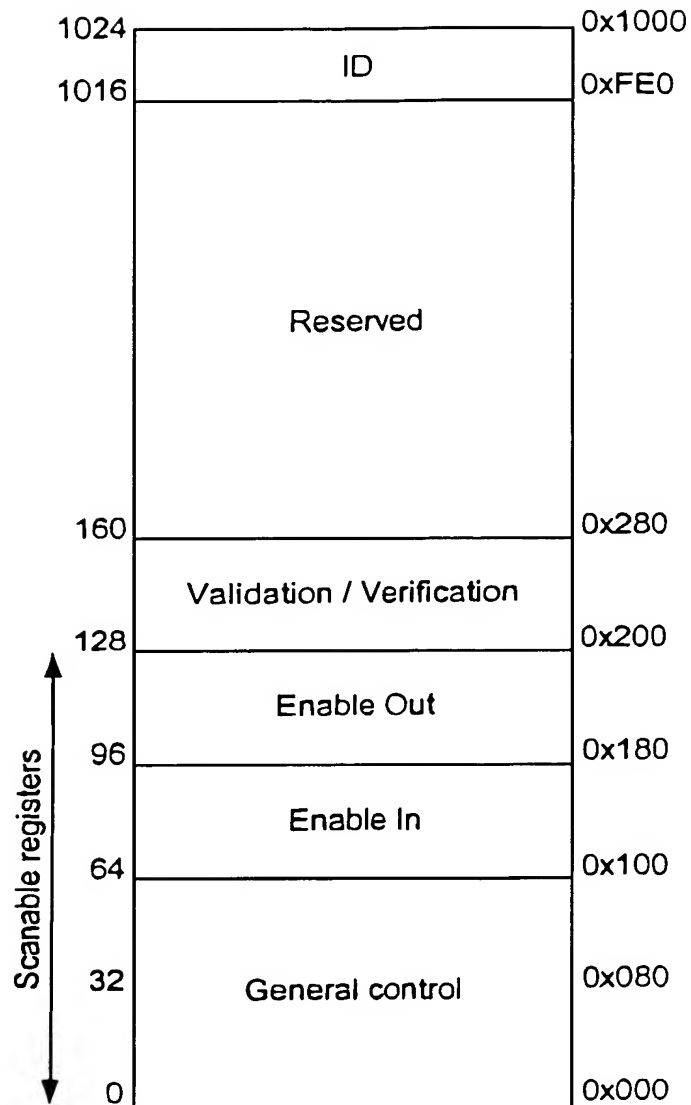 1024 0x1000
ID
1016 0xFE0
Reserved
160 0x280
Validation / Verification
128 0x200
Enable Out
96 0x180
Enable In
64 0x100
32 General control 0x080
0 0x000
Scanable registers